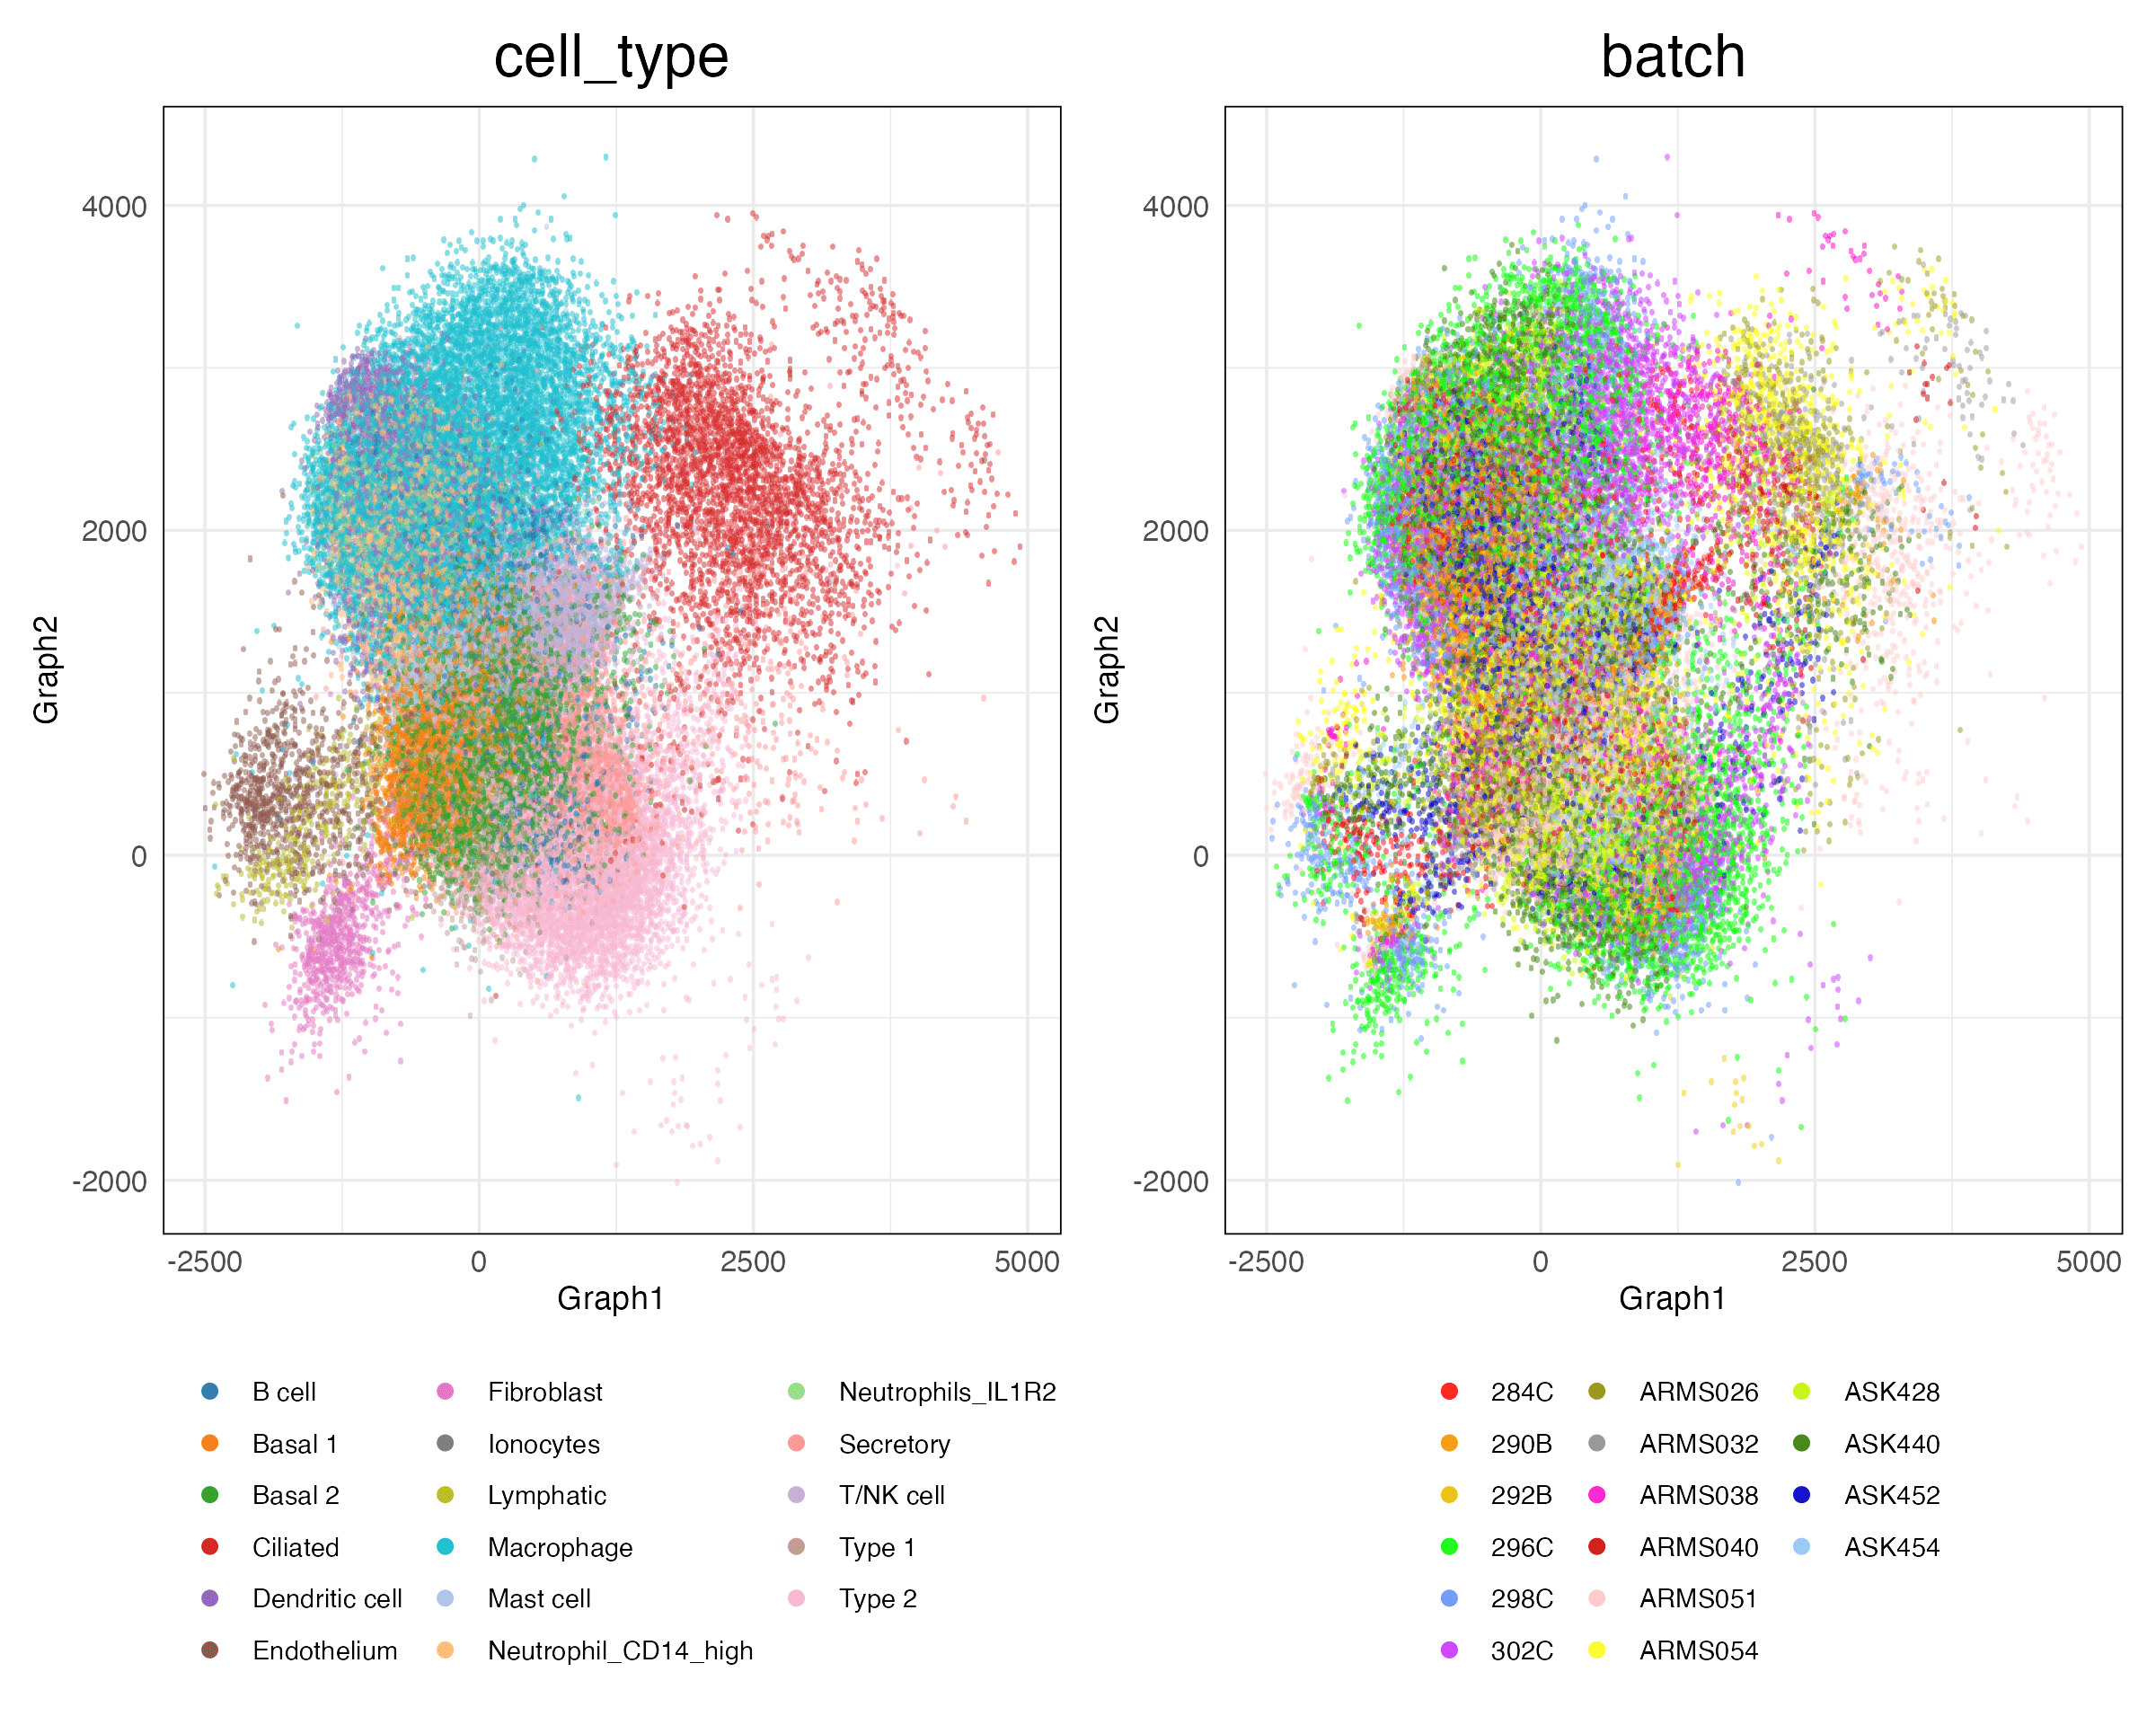 cell_type
4000
2000
0
-2000
Graph2
-2500 0 2500 5000
Graph1
B cell
Basal 1
Basal 2
Ciliated
Dendritic cell
Endothelium
Fibroblast
Ionocytes
Lymphatic
Macrophage
Mast cell
Neutrophil_CD14_high
Neutrophils_IL1R2
Secretory
T/NK cell
Type 1
Type 2
batch
4000
2000
0
-2000
Graph2
-2500 0 2500 5000
Graph1
284C
290B
292B
296C
298C
302C
ARMS026
ARMS032
ARMS038
ARMS040
ARMS051
ARMS054
ASK428
ASK440
ASK452
ASK454